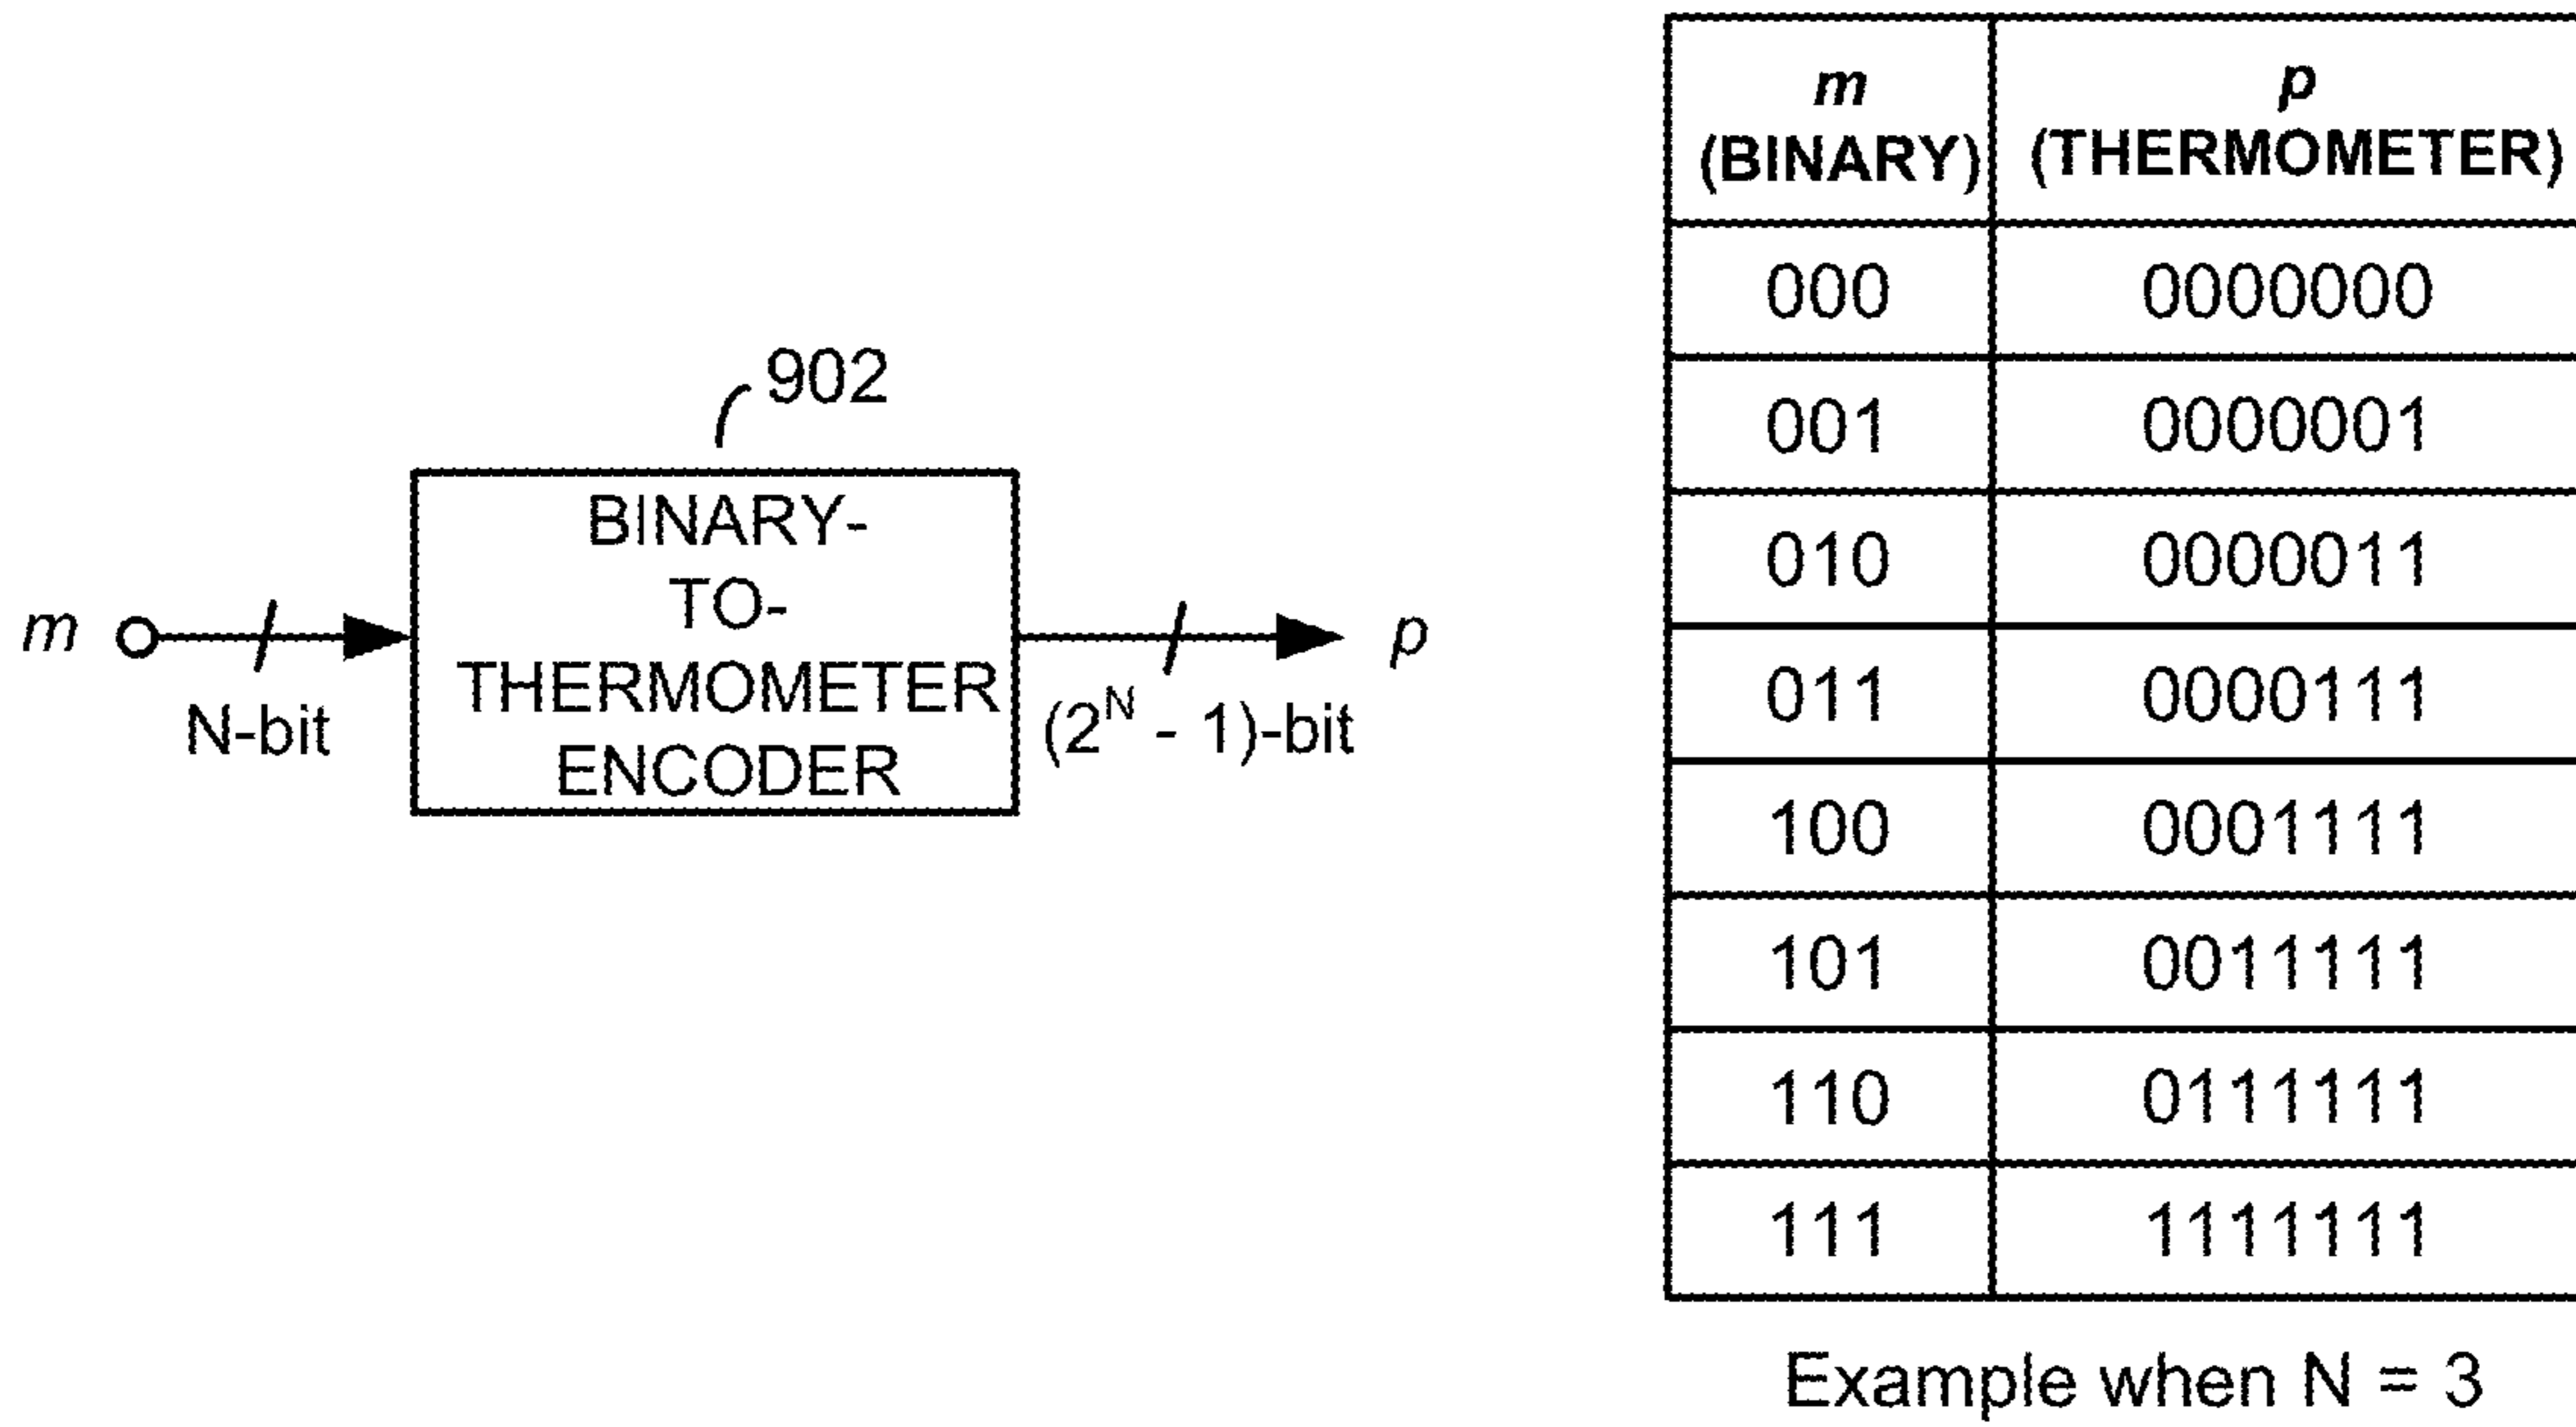 902
BINARY-
TO-
THERMOMETER
ENCODER
m
N-bit
(2^N - 1)-bit
p
m p
(BINARY) (THERMOMETER)
000 0000000
001 0000001
010 0000011
011 0000111
100 0001111
101 0011111
110 0111111
111 1111111
Example when N = 3